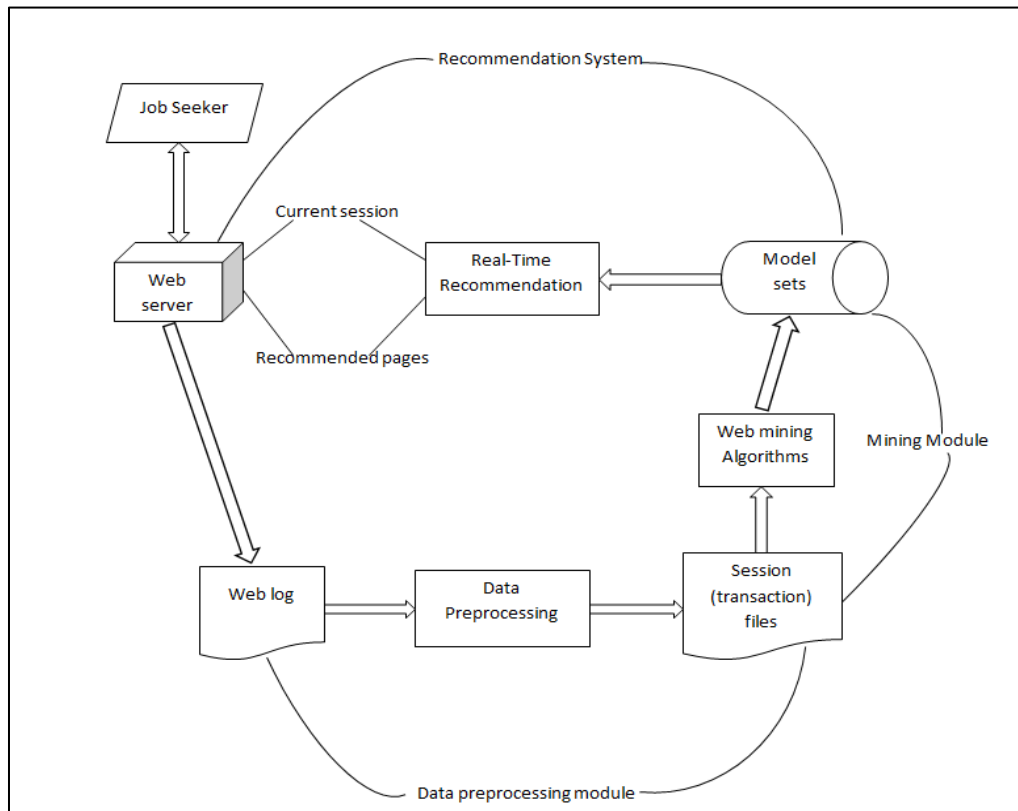 Recommendation System
Job Seeker
Current session
Real-Time
Recommendation
Model
sets
Web
server
Recommended pages
Web mining
Algorithms
Mining Module
Web log
Data
Preprocessing
Session
(transaction)
files
Data preprocessing module